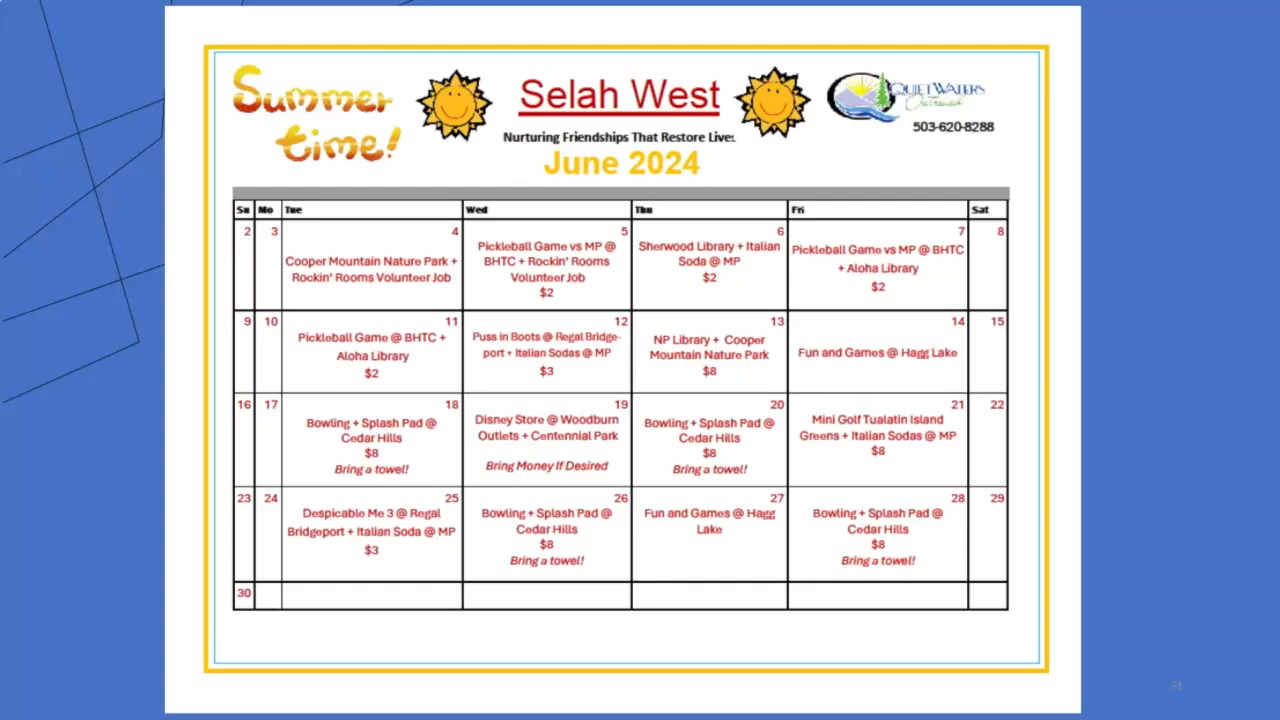 Summer
time!
Selah West
Nurturing Friendships That Restore Lives
June 2024
QUIET WATERS
Outreach
503-620-8288
Su Mo Tue Wed Thu Fri Sat
2 3 4 5 6 7 8
Cooper Mountain Nature Park +
Rockin' Rooms Volunteer Job
Pickleball Game vs MP @
BHTC + Rockin' Rooms
Volunteer Job
$2
Sherwood Library + Italian
Soda @ MP
$2
Pickleball Game vs MP @ BHTC
+ Aloha Library
$2
9 10 11 12 13 14 15
Pickleball Game @ BHTC +
Aloha Library
$2
Puss in Boots @ Regal Bridge-
port + Italian Sodas @ MP
$3
NP Library + Cooper
Mountain Nature Park
$8
Fun and Games @ Hagg Lake
16 17 18 19 20 21 22
Bowling + Splash Pad @
Cedar Hills
$8
Bring a towel!
Disney Store @ Woodburn
Outlets + Centennial Park
Bring Money If Desired
Bowling + Splash Pad @
Cedar Hills
$8
Bring a towel!
Mini Golf Tualatin Island
Greens + Italian Sodas @ MP
$8
23 24 25 26 27 28 29
Despicable Me 3 @ Regal
Bridgeport + Italian Soda @ MP
$3
Bowling + Splash Pad @
Cedar Hills
$8
Bring a towel!
Fun and Games @ Hagg
Lake
Bowling + Splash Pad @
Cedar Hills
$8
Bring a towel!
30